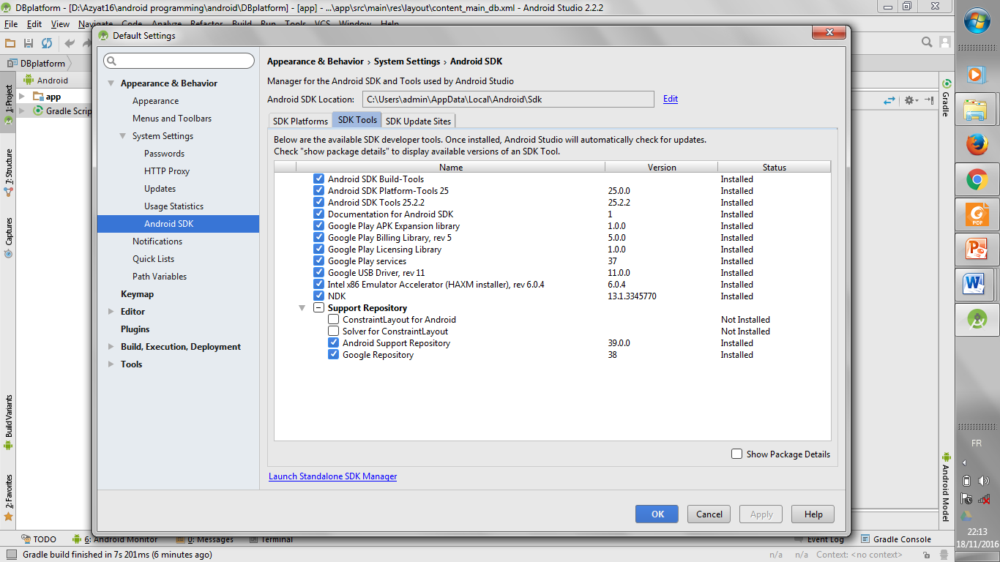 DBplatform - [D:\Azyat16\android programming\android\DBplatform] - [app] - ...\app\src\main\res\layout\content_main_db.xml - Android Studio 2.2.2
File Edit View Navigate Code Analyze Refactor Build Run Tools VCS Window Help
DBplatform
Android
app
Gradle Scrip
1: Project
7: Structure
Captures
Build Variants
2: Favorites
Default Settings
Appearance & Behavior
Appearance
Menus and Toolbars
System Settings
Passwords
HTTP Proxy
Updates
Usage Statistics
Android SDK
Notifications
Quick Lists
Path Variables
Keymap
Editor
Plugins
Build, Execution, Deployment
Tools
Appearance & Behavior › System Settings › Android SDK
Manager for the Android SDK and Tools used by Android Studio
Android SDK Location: C:\Users\admin\AppData\Local\Android\Sdk Edit
SDK Platforms SDK Tools SDK Update Sites
Below are the available SDK developer tools. Once installed, Android Studio will automatically check for updates.
Check "show package details" to display available versions of an SDK Tool.
Name Version Status
Android SDK Build-Tools Installed
Android SDK Platform-Tools 25 25.0.0 Installed
Android SDK Tools 25.2.2 25.2.2 Installed
Documentation for Android SDK 1 Installed
Google Play APK Expansion library 1.0.0 Installed
Google Play Billing Library, rev 5 5.0.0 Installed
Google Play Licensing Library 1.0.0 Installed
Google Play services 37 Installed
Google USB Driver, rev 11 11.0.0 Installed
Intel x86 Emulator Accelerator (HAXM installer), rev 6.0.4 6.0.4 Installed
NDK 13.1.3345770 Installed
Support Repository
ConstraintLayout for Android Not Installed
Solver for ConstraintLayout Not Installed
Android Support Repository 39.0.0 Installed
Google Repository 38 Installed
Show Package Details
Launch Standalone SDK Manager
OK Cancel Apply Help
Gradle
Android Model
PDF
FR
22:13
18/11/2016
TODO 6: Android Monitor 0: Messages Terminal Event Log Gradle Console
Gradle build finished in 7s 201ms (6 minutes ago) n/a n/a Context: <no context>